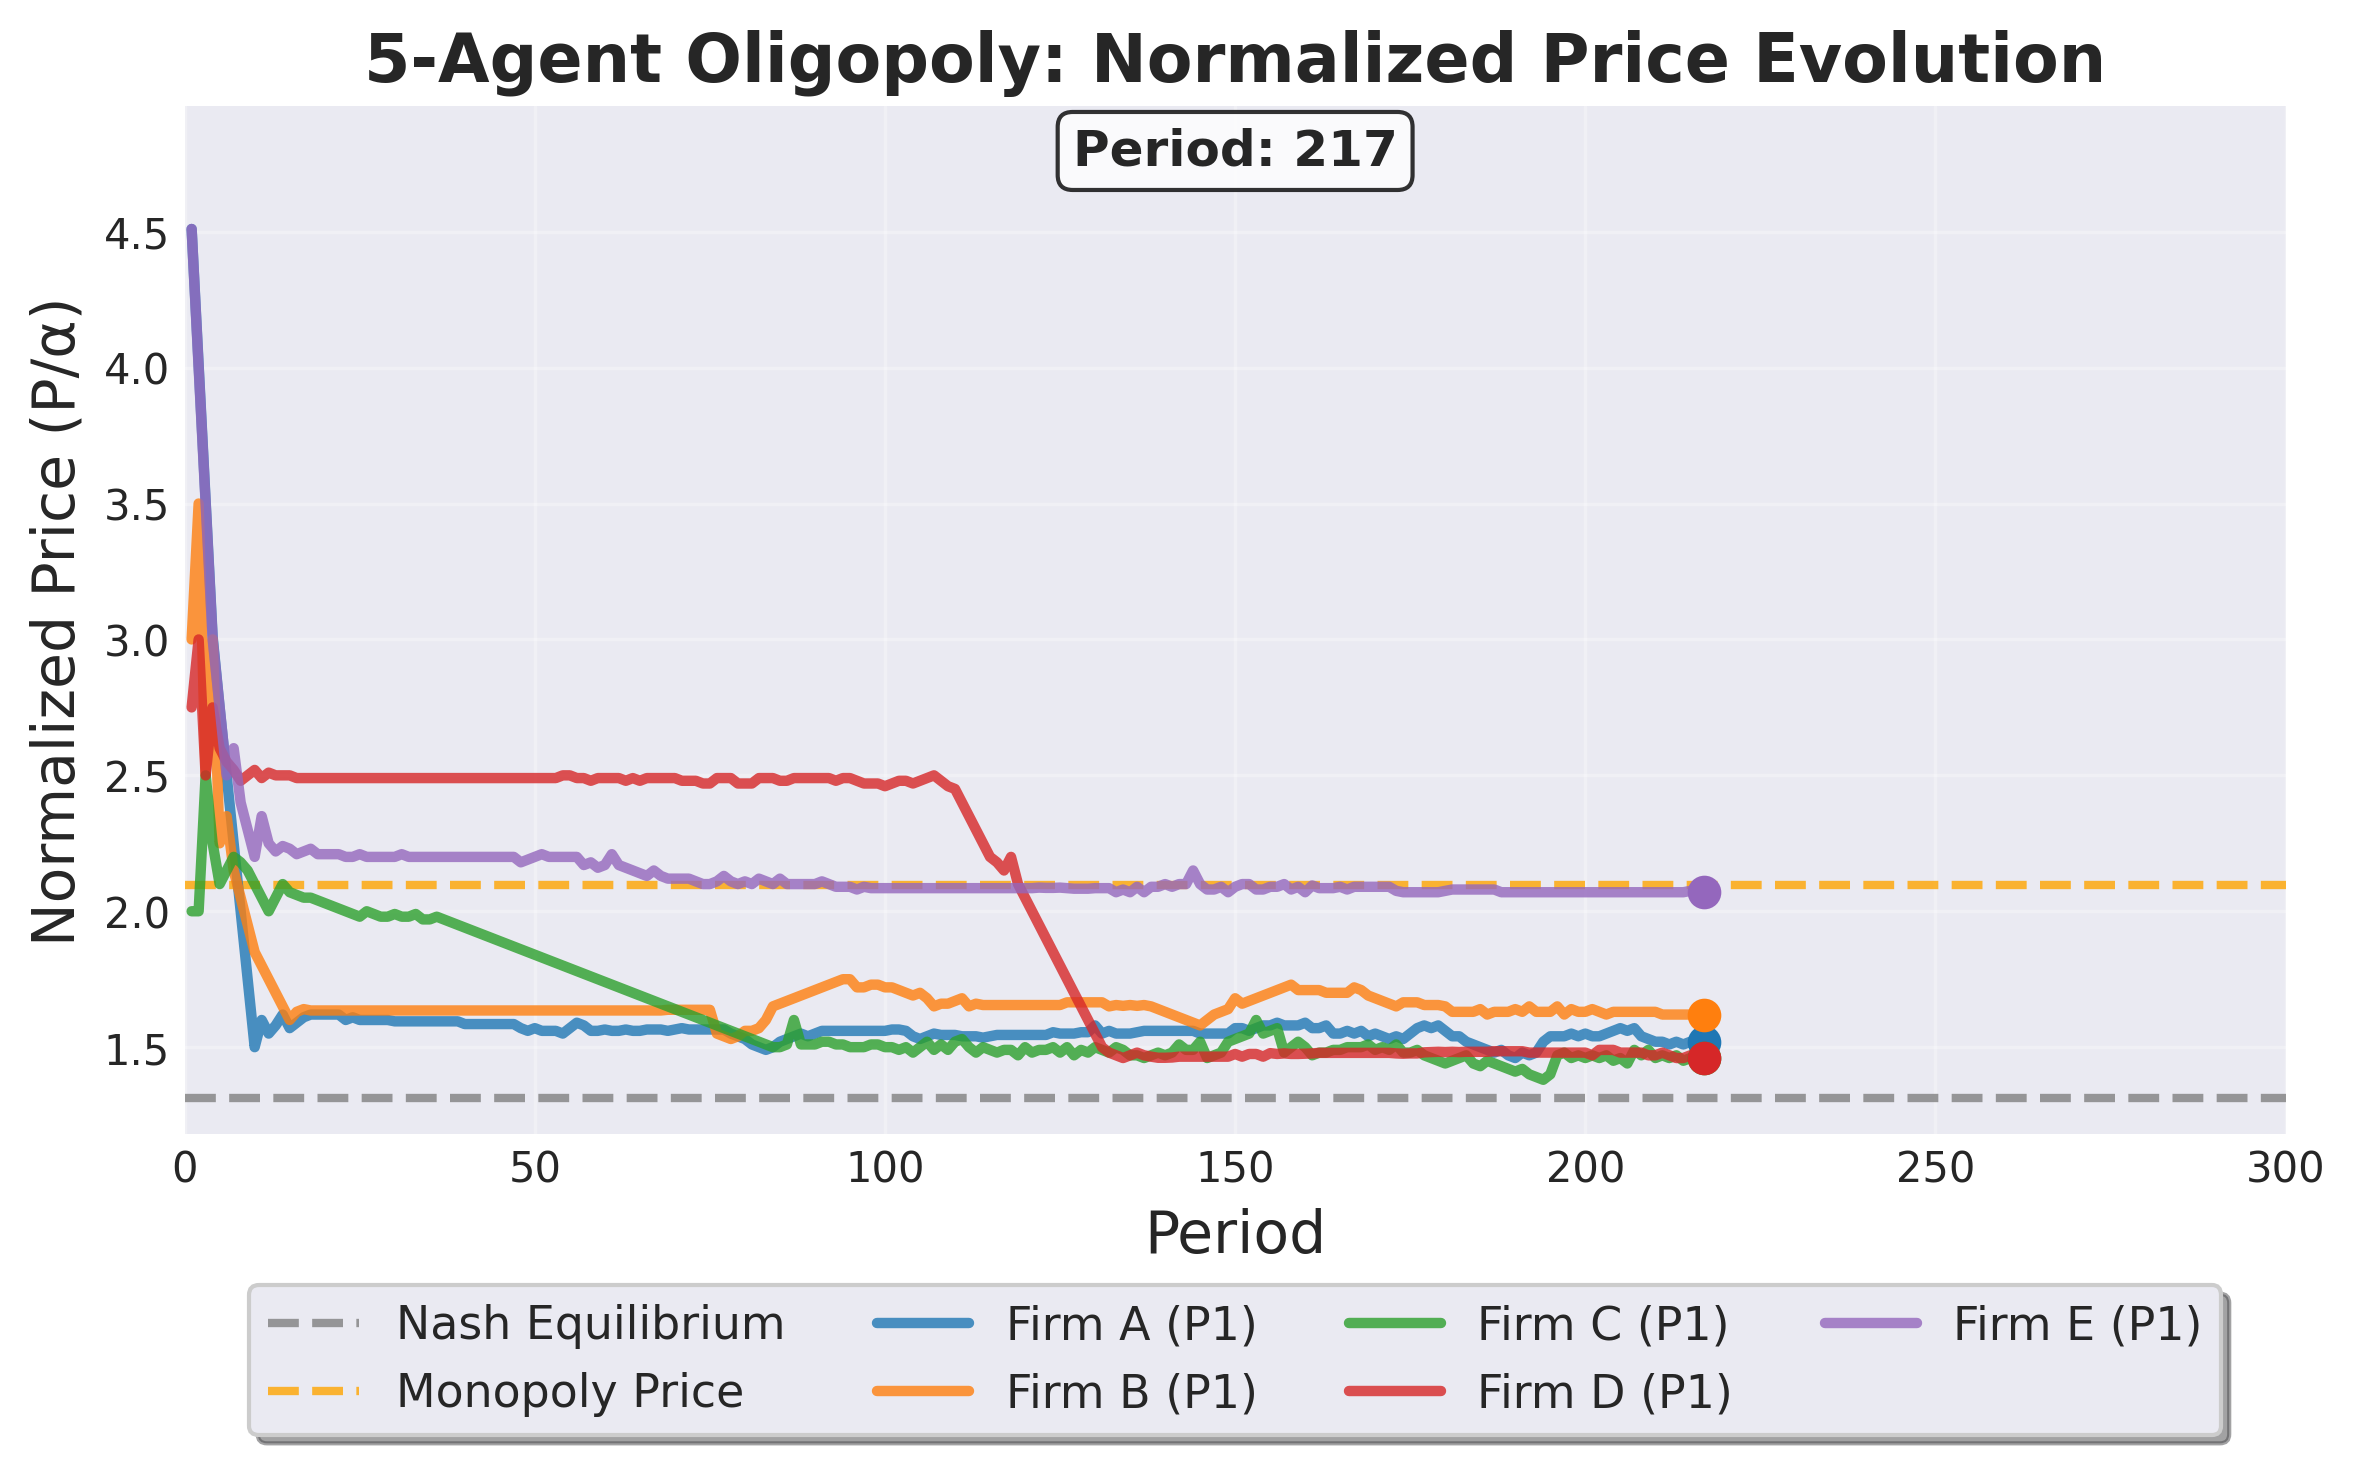 5-Agent Oligopoly: Normalized Price Evolution
Period: 217
Normalized Price (P/α)
4.5
4.0
3.5
3.0
2.5
2.0
1.5
0 50 100 150 200 250 300
Period
Nash Equilibrium Firm A (P1) Firm C (P1) Firm E (P1)
Monopoly Price Firm B (P1) Firm D (P1)